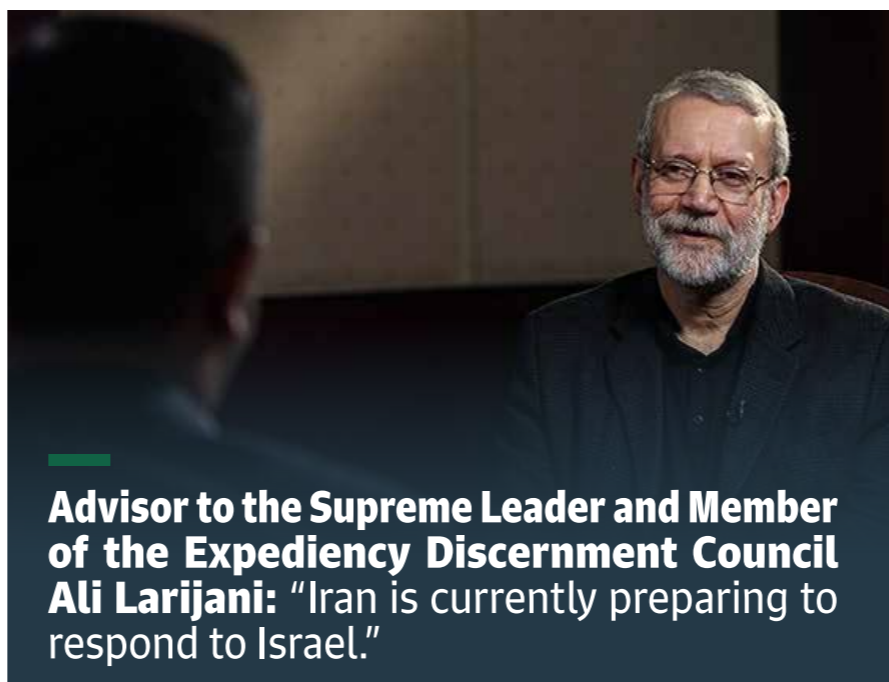 Advisor to the Supreme Leader and Member
of the Expediency Discernment Council
Ali Larijani: “Iran is currently preparing to
respond to Israel.”